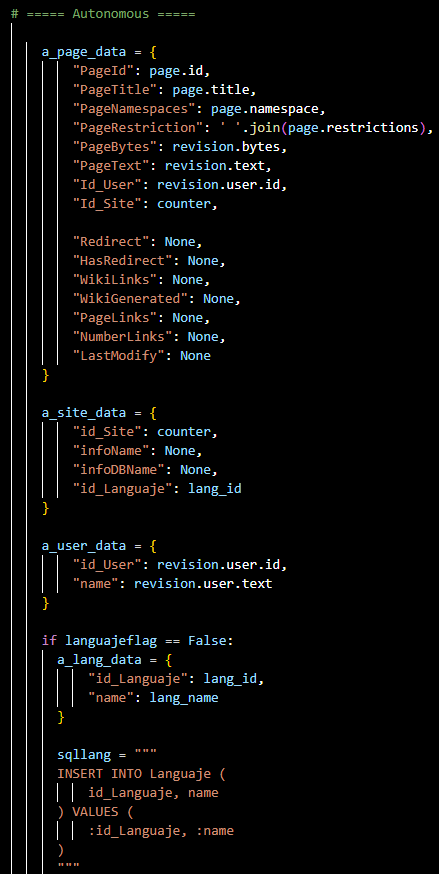 # ===== Autonomous =====
a_page_data = {
"PageId": page.id,
"PageTitle": page.title,
"PageNamespaces": page.namespace,
"PageRestriction": ' '.join(page.restrictions),
"PageBytes": revision.bytes,
"PageText": revision.text,
"Id_User": revision.user.id,
"Id_Site": counter,
"Redirect": None,
"HasRedirect": None,
"WikiLinks": None,
"WikiGenerated": None,
"PageLinks": None,
"NumberLinks": None,
"LastModify": None
}
a_site_data = {
"id_Site": counter,
"infoName": None,
"infoDBName": None,
"id_Languaje": lang_id
}
a_user_data = {
"id_User": revision.user.id,
"name": revision.user.text
}
if languajeflag == False:
a_lang_data = {
"id_Languaje": lang_id,
"name": lang_name
}
sqllang = """
INSERT INTO Languaje (
id_Languaje, name
) VALUES (
:id_Languaje, :name
)
"""